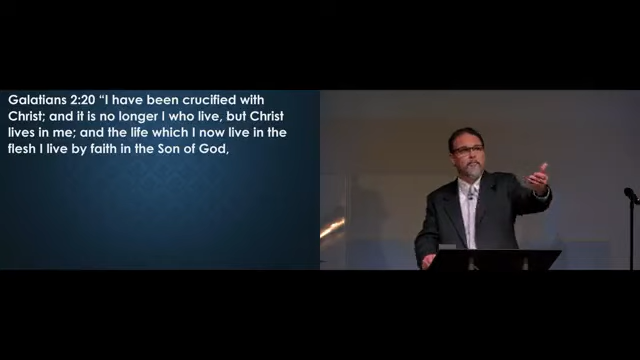 Galatians 2:20 “I have been crucified with
Christ; and it is no longer I who live, but Christ
lives in me; and the life which I now live in the
flesh I live by faith in the Son of God,